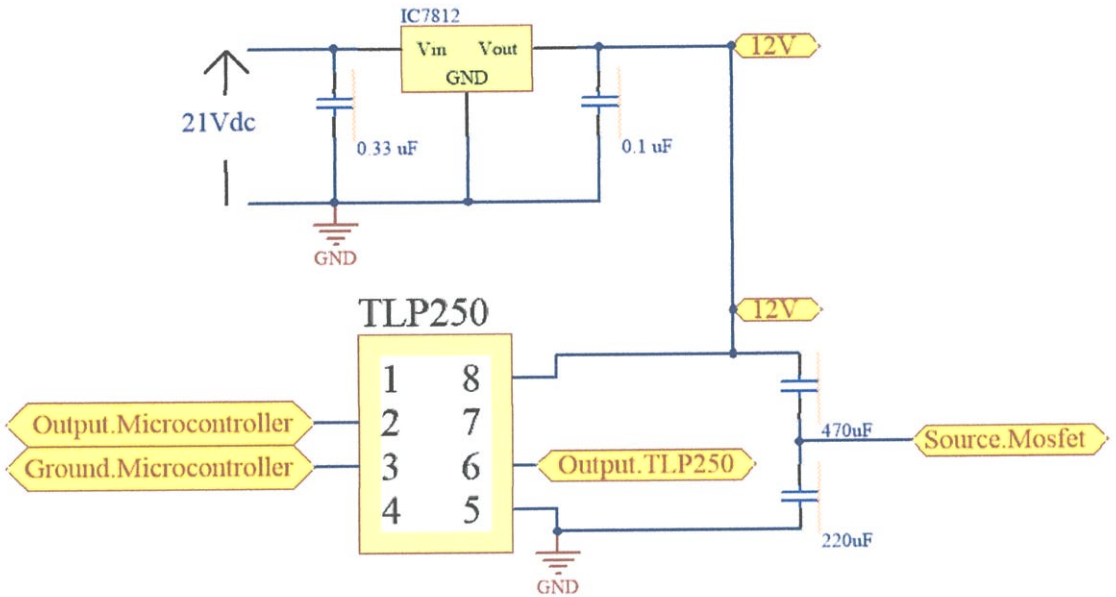 IC7812
Vin Vout
GND
12V
21Vdc
0.33 uF
0.1 uF
GND
12V
TLP250
1 8
2 7
3 6
4 5
Output.Microcontroller
Ground.Microcontroller
Output.TLP250
470uF
Source.Mosfet
220uF
GND